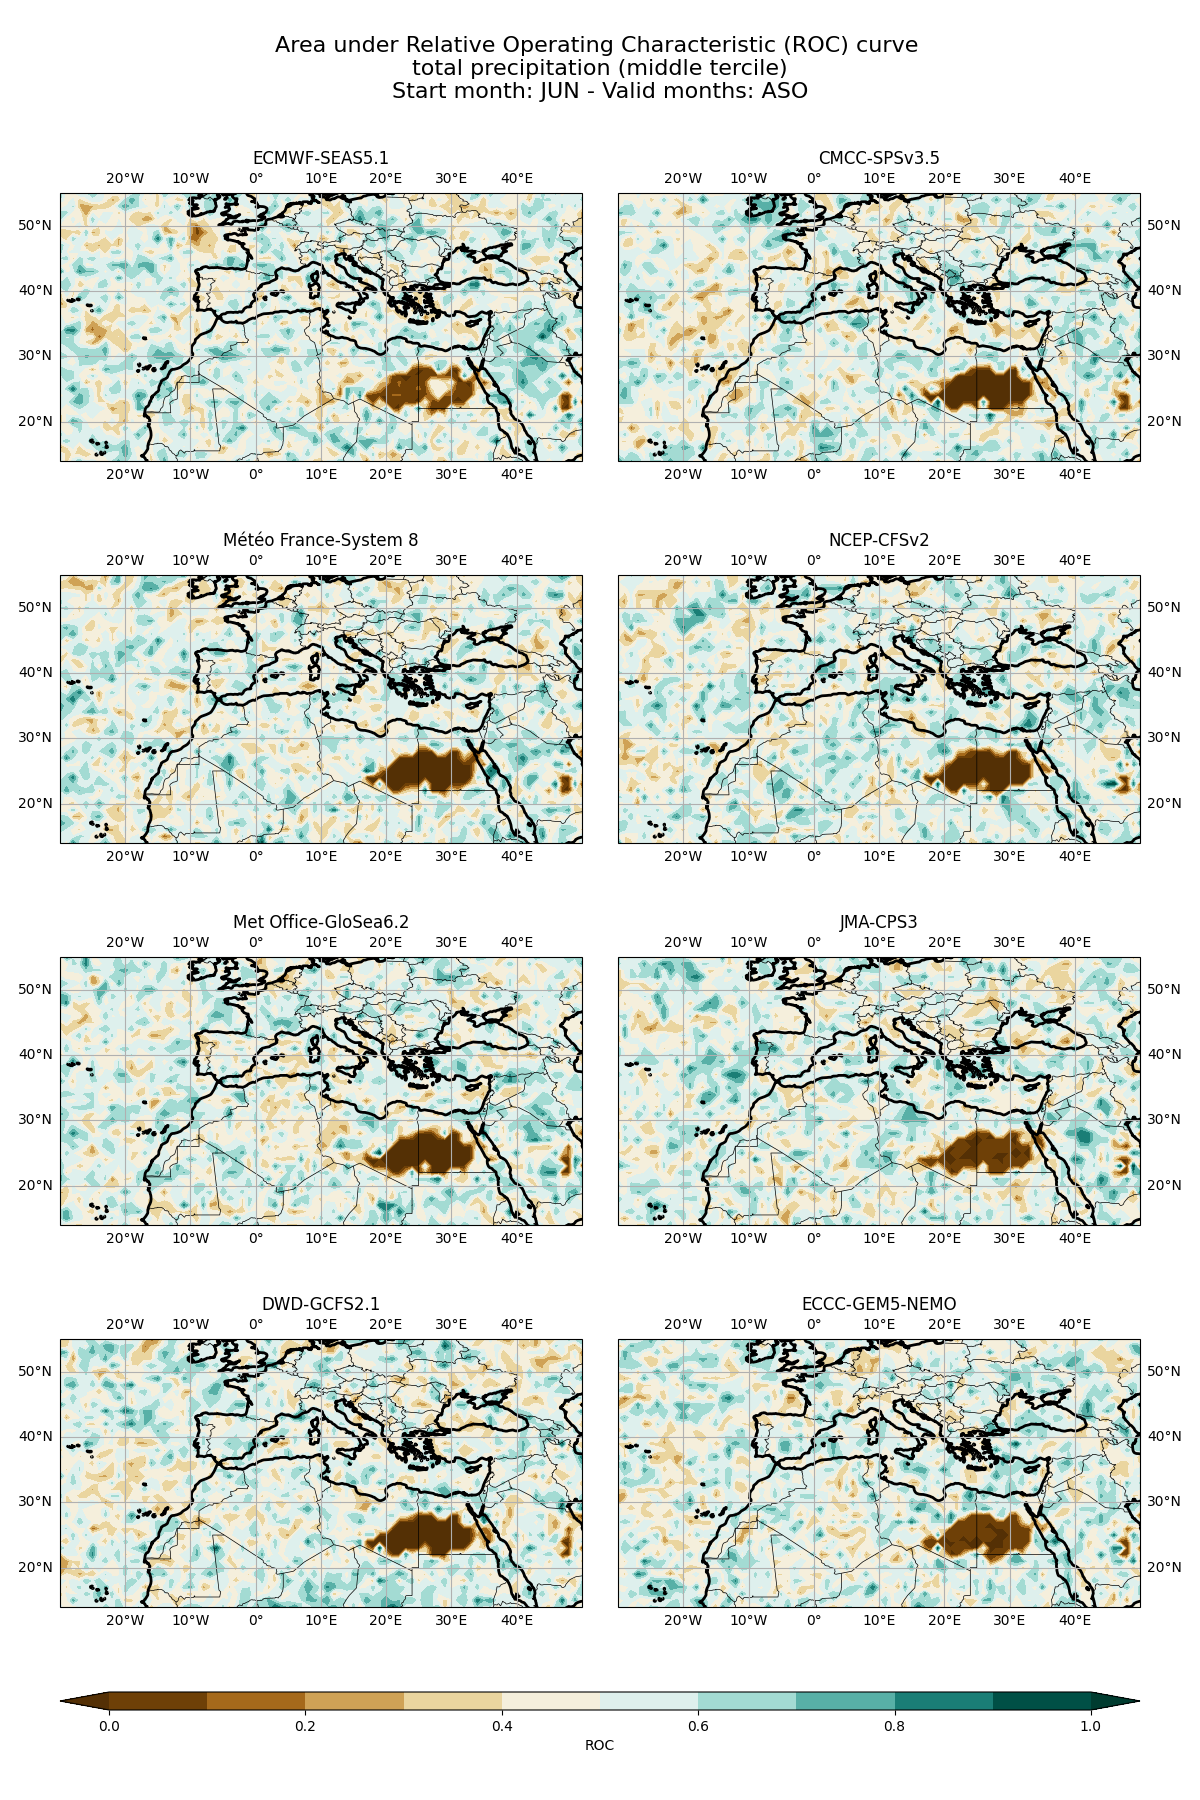 Area under Relative Operating Characteristic (ROC) curve
total precipitation (middle tercile)
Start month: JUN - Valid months: ASO
ECMWF-SEAS5.1
20°W 10°W 0° 10°E 20°E 30°E 40°E
50°N
40°N
30°N
20°N
20°W 10°W 0° 10°E 20°E 30°E 40°E
CMCC-SPSv3.5
20°W 10°W 0° 10°E 20°E 30°E 40°E
50°N
40°N
30°N
20°N
20°W 10°W 0° 10°E 20°E 30°E 40°E
Météo France-System 8
20°W 10°W 0° 10°E 20°E 30°E 40°E
50°N
40°N
30°N
20°N
20°W 10°W 0° 10°E 20°E 30°E 40°E
NCEP-CFSv2
20°W 10°W 0° 10°E 20°E 30°E 40°E
50°N
40°N
30°N
20°N
20°W 10°W 0° 10°E 20°E 30°E 40°E
Met Office-GloSea6.2
20°W 10°W 0° 10°E 20°E 30°E 40°E
50°N
40°N
30°N
20°N
20°W 10°W 0° 10°E 20°E 30°E 40°E
JMA-CPS3
20°W 10°W 0° 10°E 20°E 30°E 40°E
50°N
40°N
30°N
20°N
20°W 10°W 0° 10°E 20°E 30°E 40°E
DWD-GCFS2.1
20°W 10°W 0° 10°E 20°E 30°E 40°E
50°N
40°N
30°N
20°N
20°W 10°W 0° 10°E 20°E 30°E 40°E
ECCC-GEM5-NEMO
20°W 10°W 0° 10°E 20°E 30°E 40°E
50°N
40°N
30°N
20°N
20°W 10°W 0° 10°E 20°E 30°E 40°E
0.0 0.2 0.4 0.6 0.8 1.0
ROC